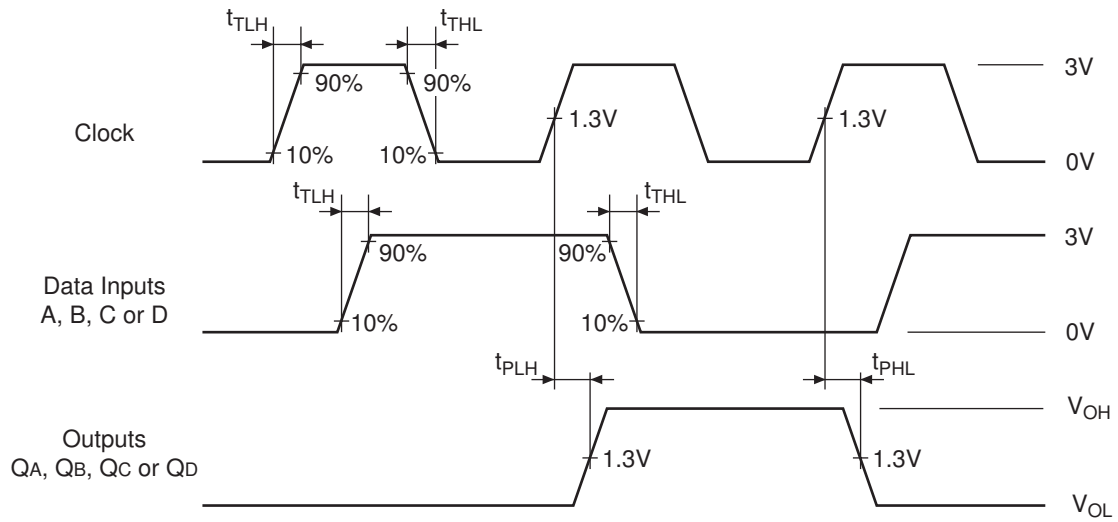 tTLH tTHL
90% 90% 3V
Clock 1.3V 1.3V
10% 10% 0V
tTLH tTHL
90% 90% 3V
Data Inputs
A, B, C or D
10% 10% 0V
tPLH tPHL
VOH
Outputs
QA, QB, QC or QD
1.3V 1.3V
VOL